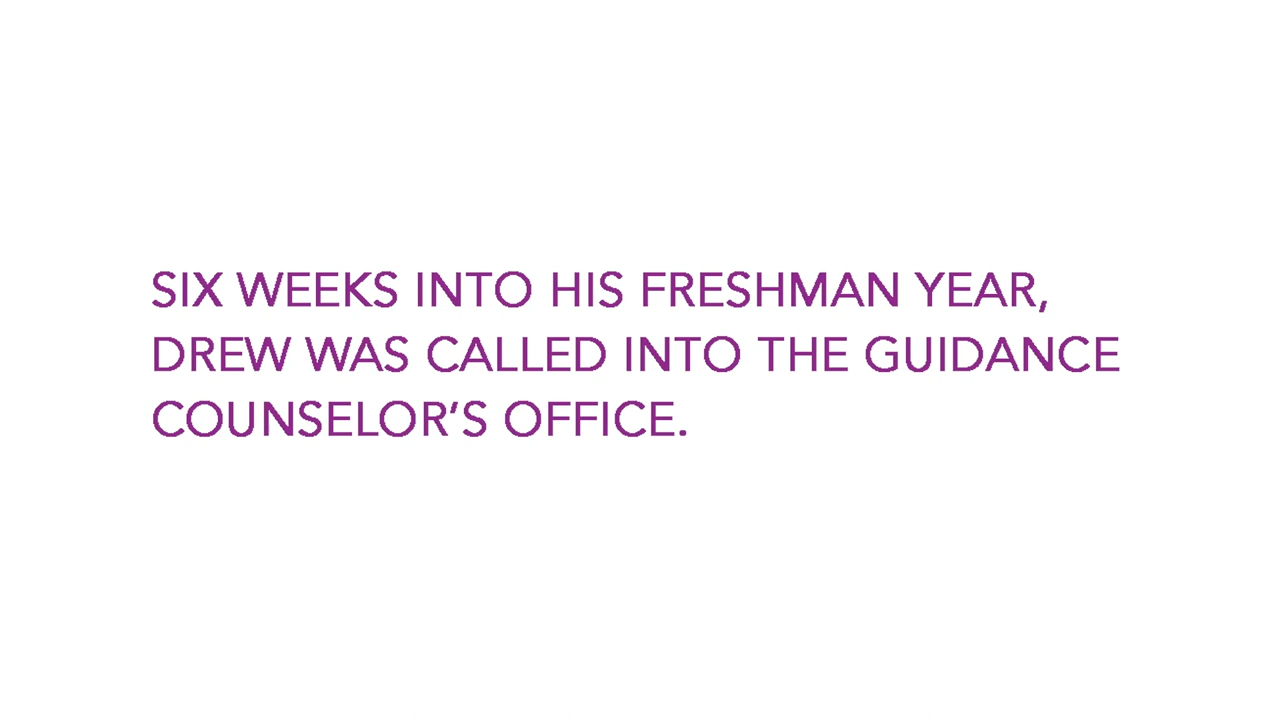 SIX WEEKS INTO HIS FRESHMAN YEAR,
DREW WAS CALLED INTO THE GUIDANCE
COUNSELOR‘S OFFICE.